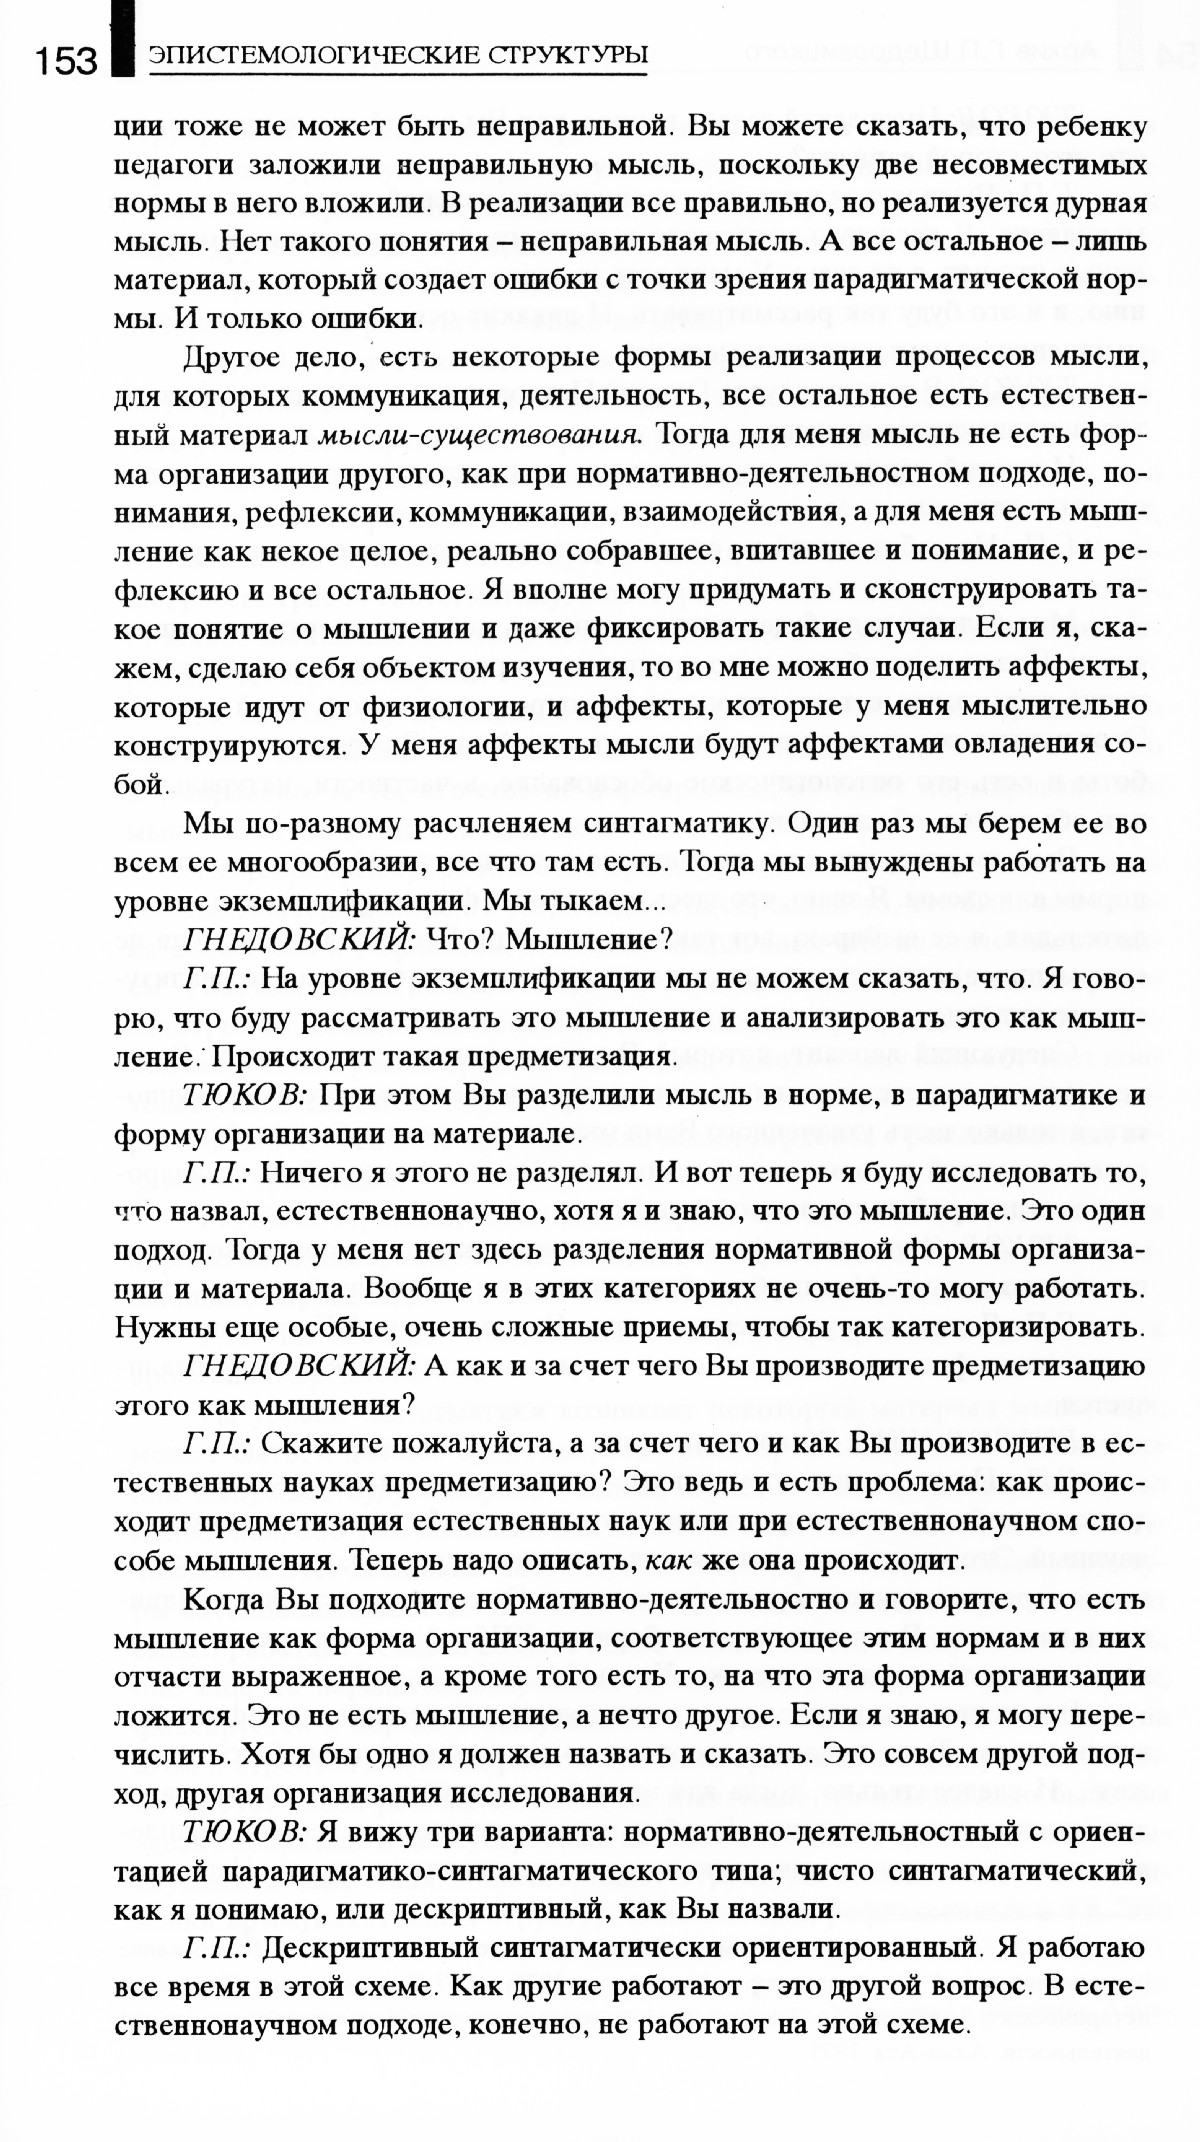 153 ЭПИСТЕМОЛОГИЧЕСКИЕ СТРУКТУРЫ
ции тоже не может быть неправильной. Вы можете сказать, что ребенку
педагоги заложили неправильную мысль, поскольку две несовместимых
нормы в него вложили. В реализации все правильно, но реализуется дурная
мысль. Нет такого понятия – неправильная мысль. А все остальное – лишь
материал, который создает ошибки с точки зрения парадигматической нор-
мы. И только ошибки.
Другое дело, есть некоторые формы реализации процессов мысли,
для которых коммуникация, деятельность, все остальное есть естествен-
ный материал мысли-существования. Тогда для меня мысль не есть фор-
ма организации другого, как при нормативно-деятельностном подходе, по-
нимания, рефлексии, коммуникации, взаимодействия, а для меня есть мыш-
ление как некое целое, реально собравшее, впитавшее и понимание, и ре-
флексию и все остальное. Я вполне могу придумать и сконструировать та-
кое понятие о мышлении и даже фиксировать такие случаи. Если я, ска-
жем, сделаю себя объектом изучения, то во мне можно поделить аффекты,
которые идут от физиологии, и аффекты, которые у меня мыслительно
конструируются. У меня аффекты мысли будут аффектами овладения со-
бой.
Мы по-разному расчленяем синтагматику. Один раз мы берем ее во
всем ее многообразии, все что там есть. Тогда мы вынуждены работать на
уровне экземплификации. Мы тыкаем...
ГНЕДОВСКИЙ: Что? Мышление?
Г.П.: На уровне экземплификации мы не можем сказать, что. Я гово-
рю, что буду рассматривать это мышление и анализировать это как мыш-
ление. Происходит такая предметизация.
ТЮКОВ: При этом Вы разделили мысль в норме, в парадигматике и
форму организации на материале.
Г.П.: Ничего я этого не разделял. И вот теперь я буду исследовать то,
что назвал, естественнонаучно, хотя я и знаю, что это мышление. Это один
подход. Тогда у меня нет здесь разделения нормативной формы организа-
ции и материала. Вообще я в этих категориях не очень-то могу работать.
Нужны еще особые, очень сложные приемы, чтобы так категоризировать.
ГНЕДОВСКИЙ: А как и за счет чего Вы производите предметизацию
этого как мышления?
Г.П.: Скажите пожалуйста, а за счет чего и как Вы производите в ес-
тественных науках предметизацию? Это ведь и есть проблема: как проис-
ходит предметизация естественных наук или при естественнонаучном спо-
собе мышления. Теперь надо описать, как же она происходит.
Когда Вы подходите нормативно-деятельностно и говорите, что есть
мышление как форма организации, соответствующее этим нормам и в них
отчасти выраженное, а кроме того есть то, на что эта форма организации
ложится. Это не есть мышление, а нечто другое. Если я знаю, я могу пере-
числить. Хотя бы одно я должен назвать и сказать. Это совсем другой под-
ход, другая организация исследования.
ТЮКОВ: Я вижу три варианта: нормативно-деятельностный с ориен-
тацией парадигматико-синтагматического типа; чисто синтагматический,
как я понимаю, или дескриптивный, как Вы назвали.
Г.П.: Дескриптивный синтагматически ориентированный. Я работаю
все время в этой схеме. Как другие работают – это другой вопрос. В есте-
ственнонаучном подходе, конечно, не работают на этой схеме.